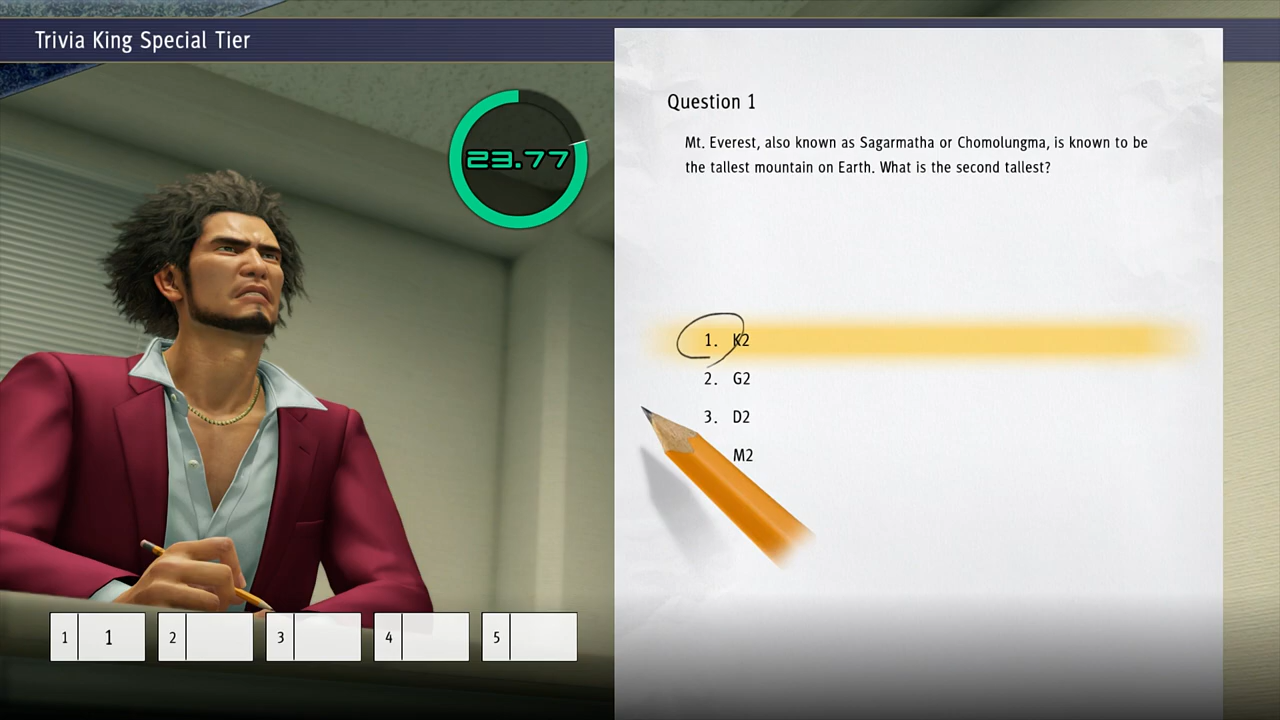 Trivia King Special Tier
23.77
Question 1
Mt. Everest, also known as Sagarmatha or Chomolungma, is known to be
the tallest mountain on Earth. What is the second tallest?
1. K2
2. G2
3. D2
M2
1 1 2 3 4 5